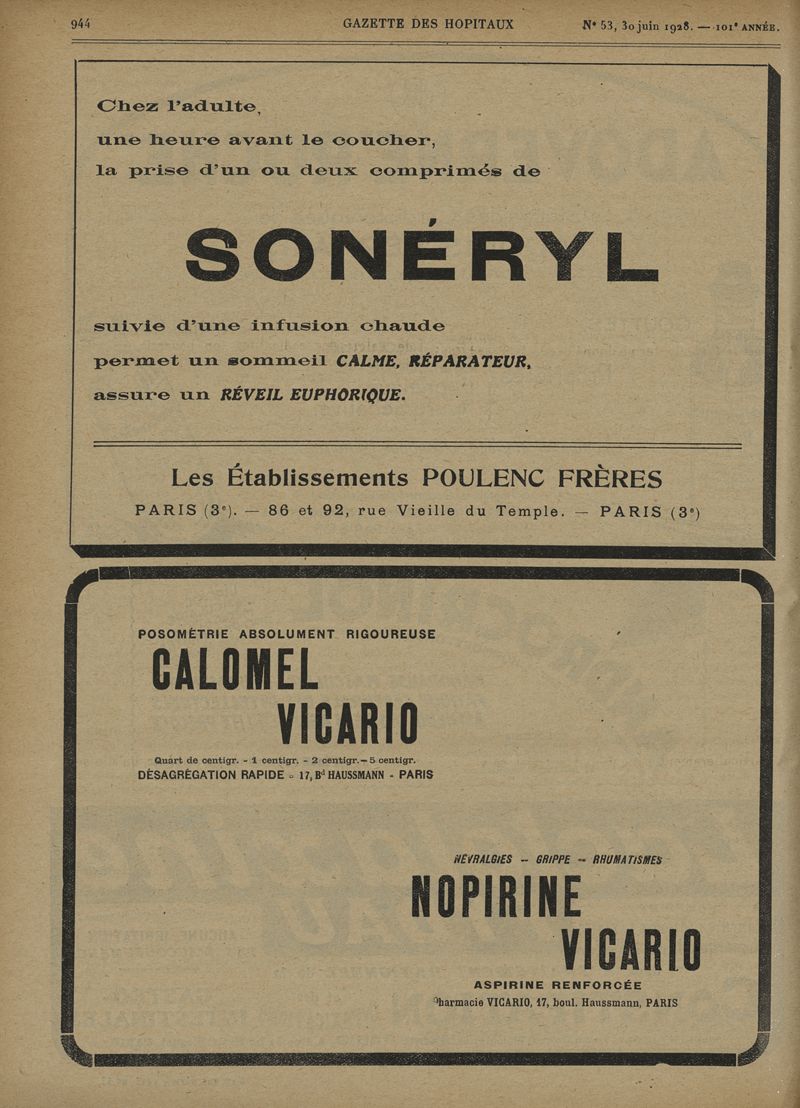 944
GAZETTE DES HOPITAUX
N° 53, 30 juin 1928. — 101e ANNÉE.
Chez l'adulte,
une heure avant le coucher,
la prise d'un ou deux comprimés de
SONÉRYL
suivie d'une infusion chaude
permet un sommeil CALME, RÉPARATEUR,
assure un RÉVEIL EUPHORIQUE.
Les Établissements POULENC FRÈRES
PARIS (3e). — 86 et 92, rue Vieille du Temple. — PARIS (3e)
POSOMÉTRIE ABSOLUMENT RIGOUREUSE
CALOMEL
VICARIO
Quart de centigr. - 1 centigr. - 2 centigr. - 5 centigr.
DÉSAGRÉGATION RAPIDE - 17, Bd HAUSSMANN - PARIS
NÉVRALGIES - GRIPPE - RHUMATISMES
NOPIRINE
VICARIO
ASPIRINE RENFORCÉE
Pharmacie VICARIO, 17, boul. Haussmann, PARIS